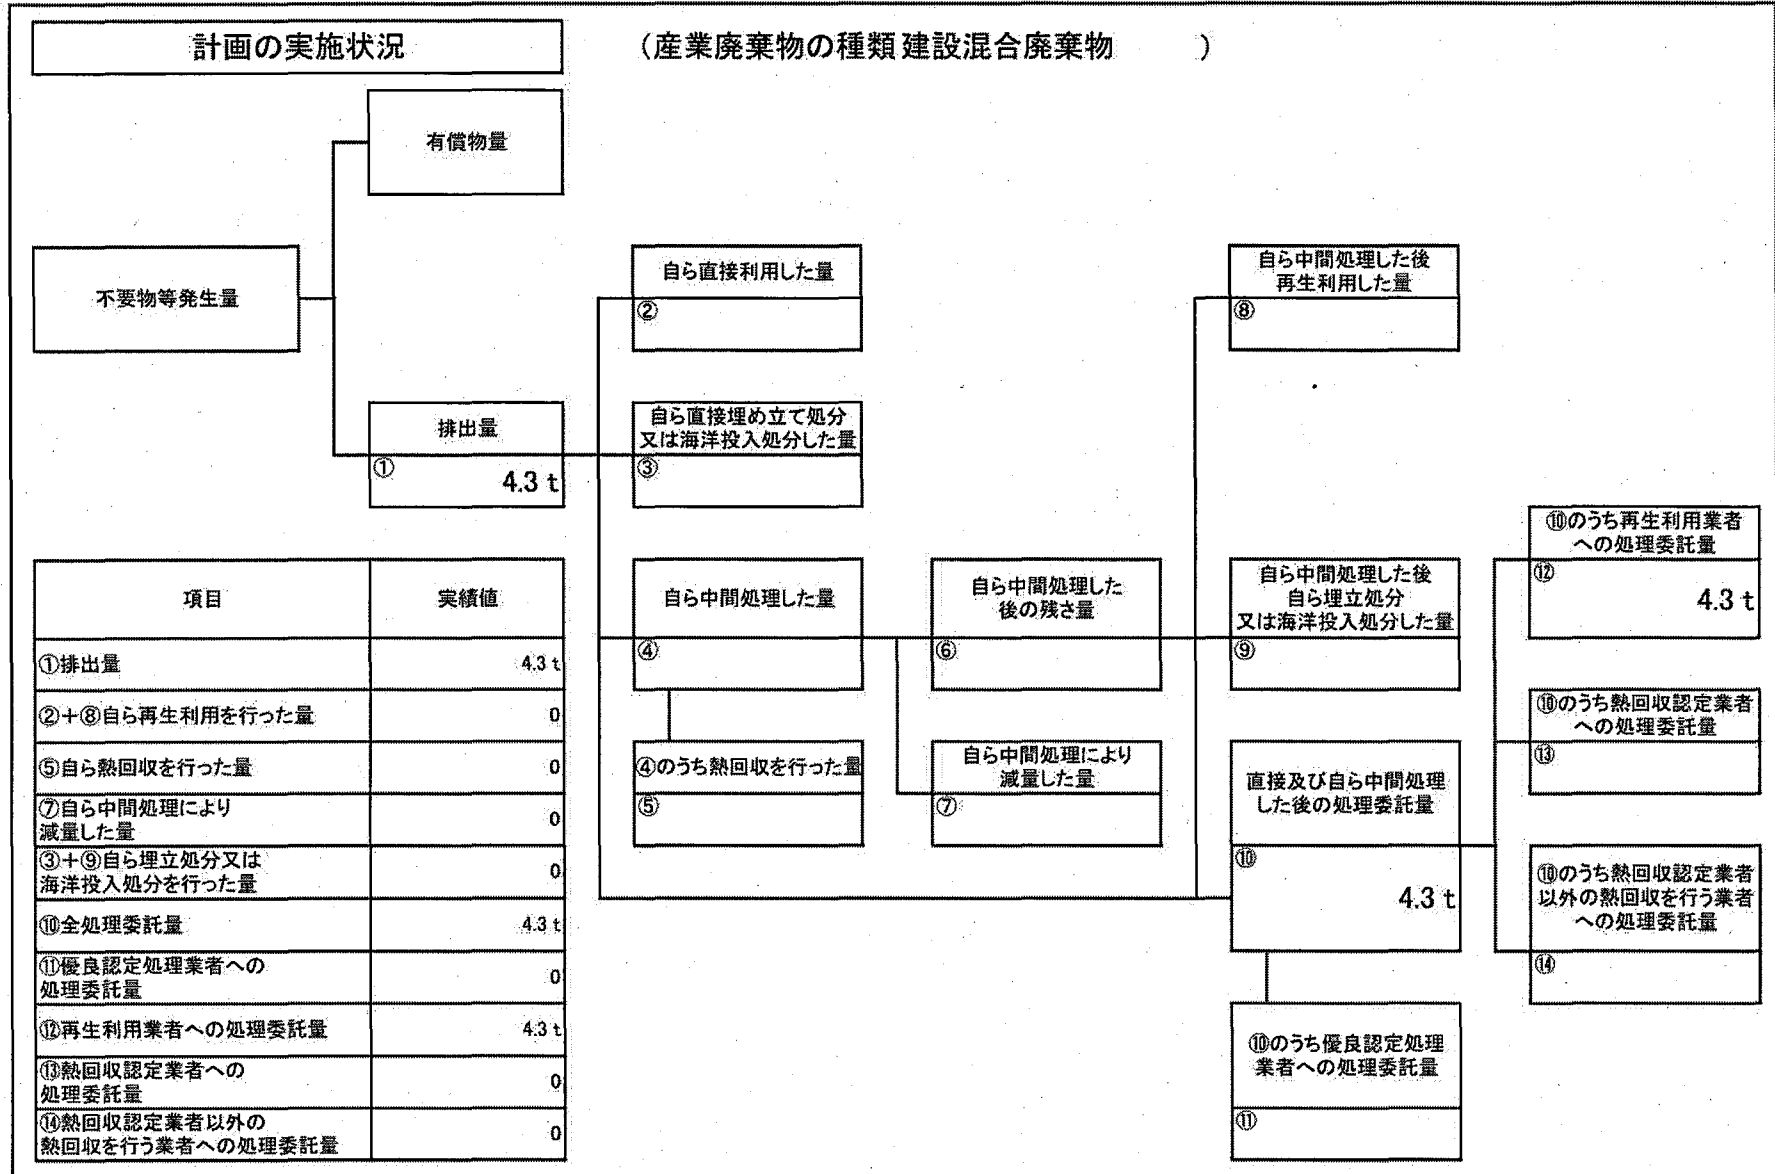 計画の実施状況
（産業廃棄物の種類 建設混合廃棄物　　　）
有償物量
不要物等発生量
自ら直接利用した量
②
自ら中間処理した後
再生利用した量
⑧
排出量
①
4.3 t
自ら直接埋め立て処分
又は海洋投入処分した量
③
⑩のうち再生利用業者
への処理委託量
⑫
4.3 t
自ら中間処理した量
④
自ら中間処理した
後の残さ量
⑥
自ら中間処理した後
自ら埋立処分
又は海洋投入処分した量
⑨
⑩のうち熱回収認定業者
への処理委託量
⑬
④のうち熱回収を行った量
⑤
自ら中間処理により
減量した量
⑦
直接及び自ら中間処理
した後の処理委託量
⑩
4.3 t
⑩のうち熱回収認定業者
以外の熱回収を行う業者
への処理委託量
⑭
⑩のうち優良認定処理
業者への処理委託量
⑪
項目 実績値
①排出量 4.3 t
②＋⑧自ら再生利用を行った量 0
⑤自ら熱回収を行った量 0
⑦自ら中間処理により
減量した量 0
③＋⑨自ら埋立処分又は
海洋投入処分を行った量 0
⑩全処理委託量 4.3 t
⑪優良認定処理業者への
処理委託量 0
⑫再生利用業者への処理委託量 4.3 t
⑬熱回収認定業者への
処理委託量 0
⑭熱回収認定業者以外の
熱回収を行う業者への処理委託量 0